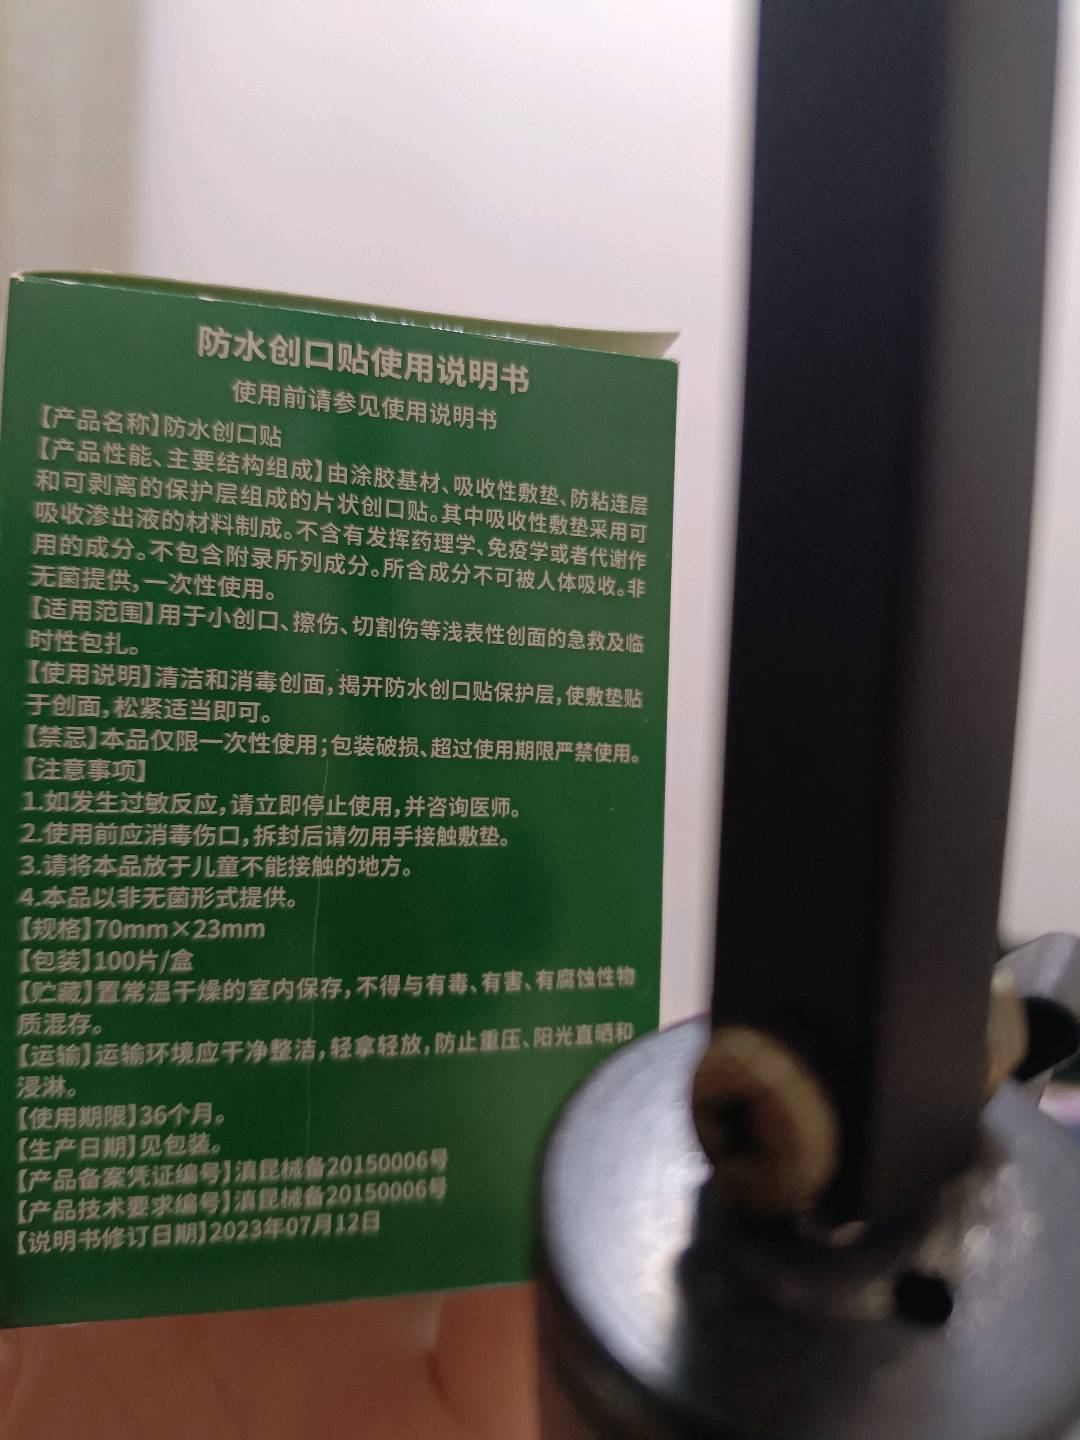 防水创口贴使用说明书
使用前请参见使用说明书
【产品名称】防水创口贴
【产品性能、主要结构组成】由涂胶基材、吸收性敷垫、防粘连层
和可剥离的保护层组成的片状创口贴。其中吸收性敷垫采用可
吸收渗出液的材料制成。不含有发挥药理学、免疫学或者代谢作
用的成分。不包含附录所列成分。所含成分不可被人体吸收。非
无菌提供，一次性使用。
【适用范围】用于小创口、擦伤、切割伤等浅表性创面的急救及临
时性包扎。
【使用说明】清洁和消毒创面，揭开防水创口贴保护层，使敷垫贴
于创面，松紧适当即可。
【禁忌】本品仅限一次性使用；包装破损、超过使用期限严禁使用。
【注意事项】
1.如发生过敏反应，请立即停止使用，并咨询医师。
2.使用前应消毒伤口，拆封后请勿用手接触敷垫。
3.请将本品放于儿童不能接触的地方。
4.本品以非无菌形式提供。
【规格】70mm×23mm
【包装】100片/盒
【贮藏】置常温干燥的室内保存，不得与有毒、有害、有腐蚀性物
质混存。
【运输】运输环境应干净整洁，轻拿轻放，防止重压、阳光直晒和
浸淋。
【使用期限】36个月。
【生产日期】见包装。
【产品备案凭证编号】滇昆械备20150006号
【产品技术要求编号】滇昆械备20150006号
【说明书修订日期】2023年07月12日